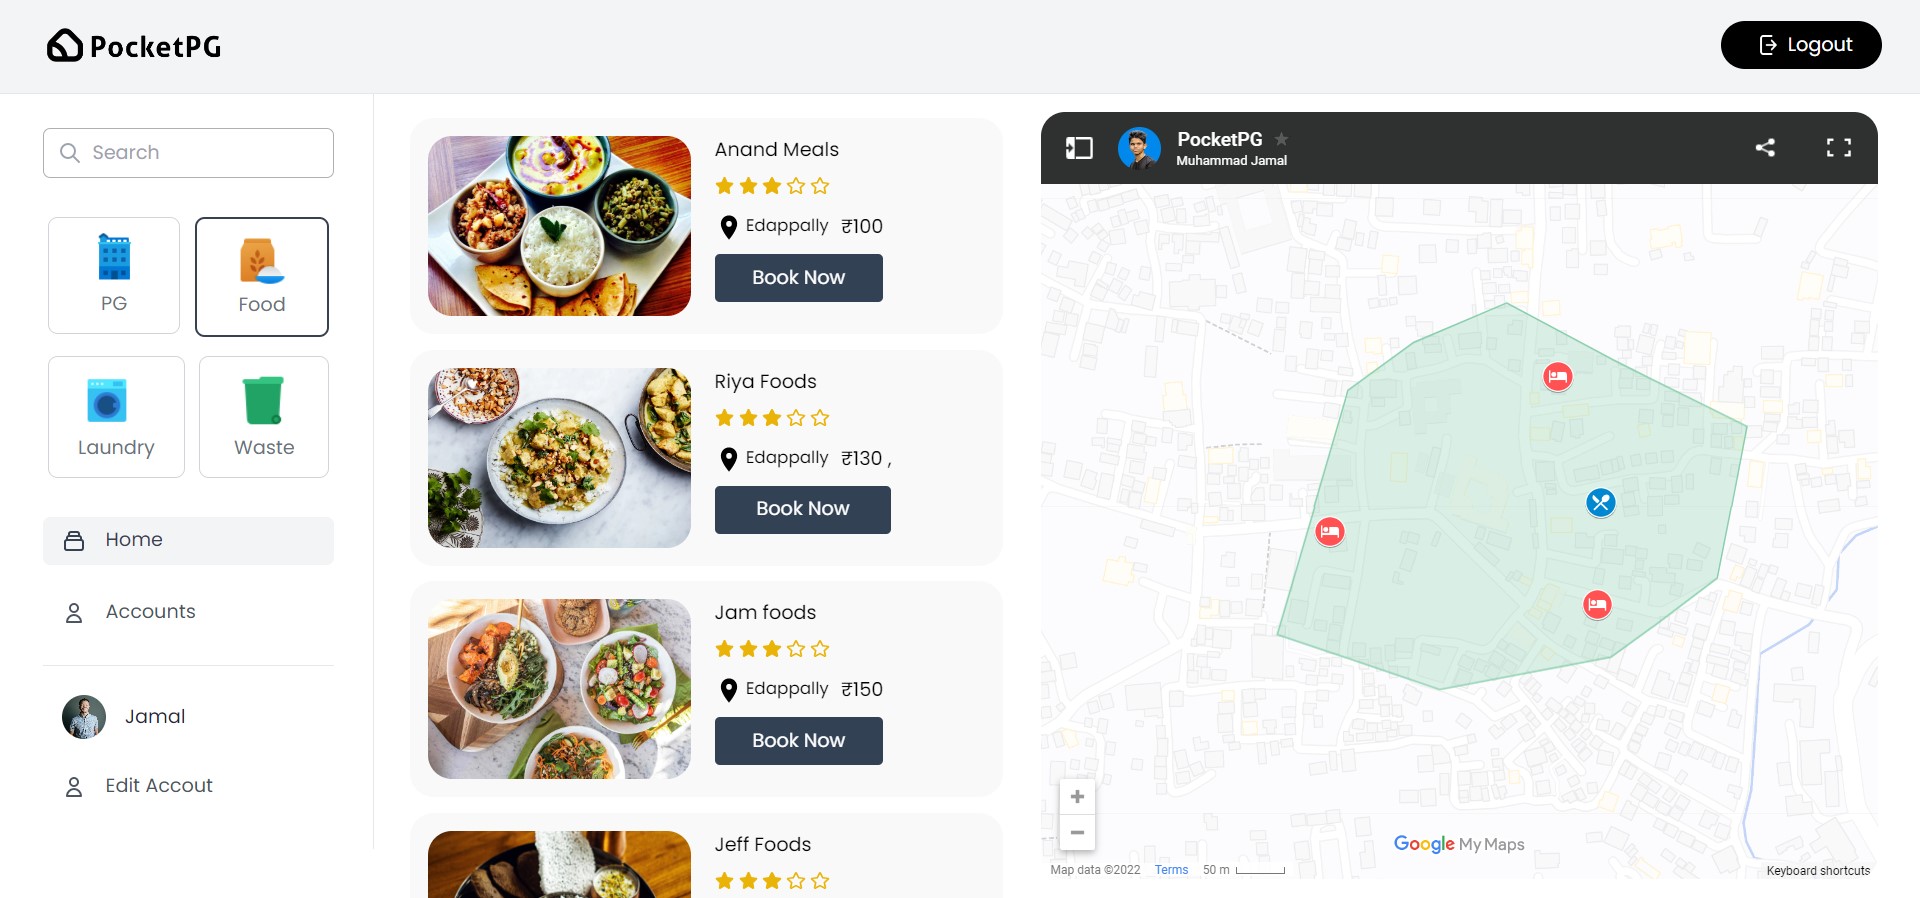 PocketPG
Logout
Search
PG
Food
Laundry
Waste
Home
Accounts
Jamal
Edit Accout
Anand Meals
Edappally ₹100
Book Now
Riya Foods
Edappally ₹130 ,
Book Now
Jam foods
Edappally ₹150
Book Now
Jeff Foods
PocketPG
Muhammad Jamal
Google My Maps
Map data ©2022 Terms 50 m
Keyboard shortcuts